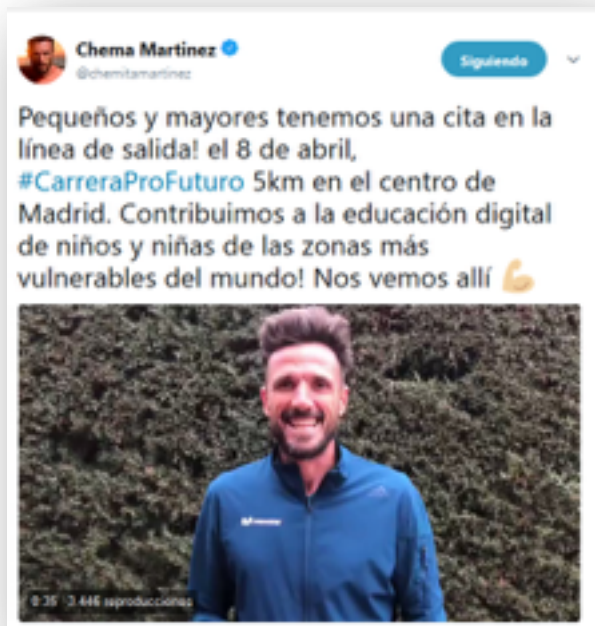 Chema Martinez
@chemitamartinez
Siguiendo
Pequeños y mayores tenemos una cita en la
línea de salida! el 8 de abril,
#CarreraProFuturo 5km en el centro de
Madrid. Contribuimos a la educación digital
de niños y niñas de las zonas más
vulnerables del mundo! Nos vemos allí 💪🏼
0:35 3.446 reproducciones